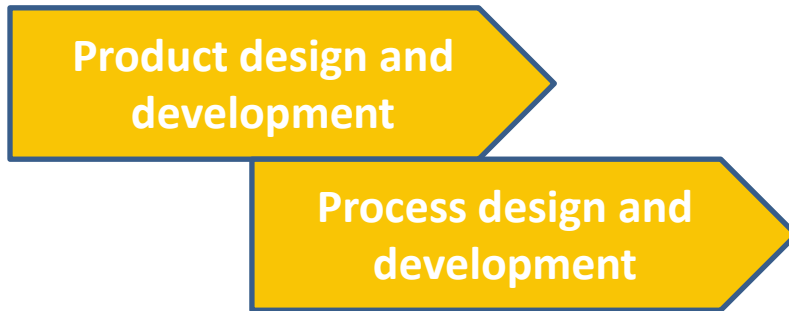 Product design and
development
Process design and
development